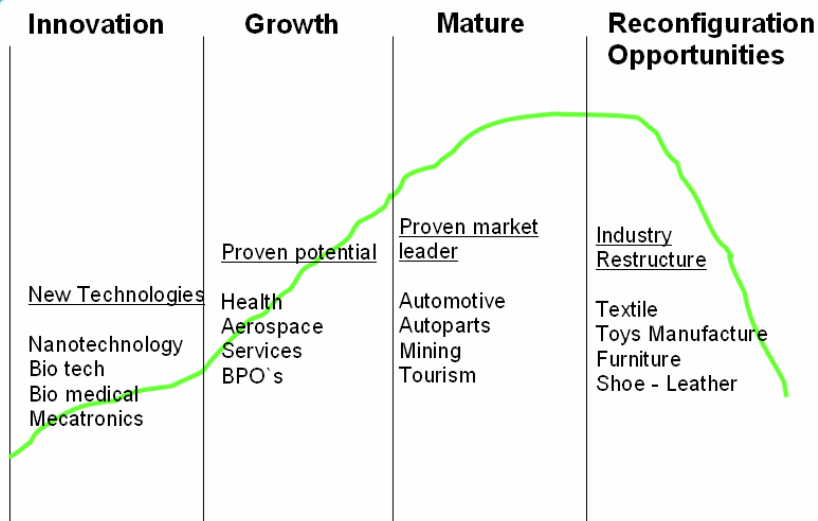 Innovation
Growth
Mature
Reconfiguration
Opportunities
New Technologies
Nanotechnology
Bio tech
Bio medical
Mecatronics
Proven potential
Health
Aerospace
Services
BPO`s
Proven market
leader
Automotive
Autoparts
Mining
Tourism
Industry
Restructure
Textile
Toys Manufacture
Furniture
Shoe - Leather